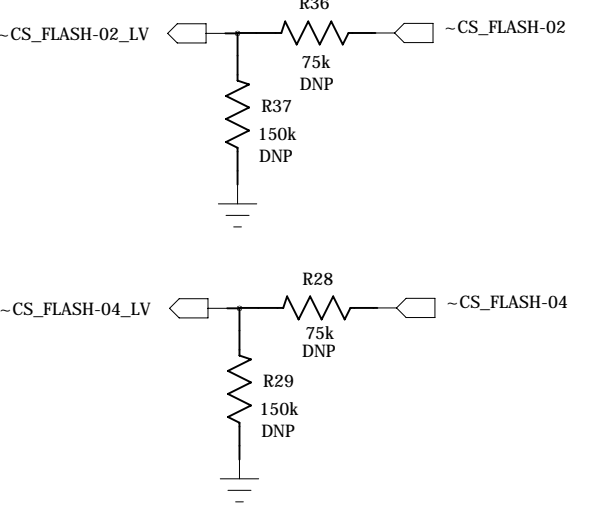 R36
~CS_FLASH-02_LV
~CS_FLASH-02
75k
DNP
R37
150k
DNP
R28
~CS_FLASH-04_LV
~CS_FLASH-04
75k
DNP
R29
150k
DNP